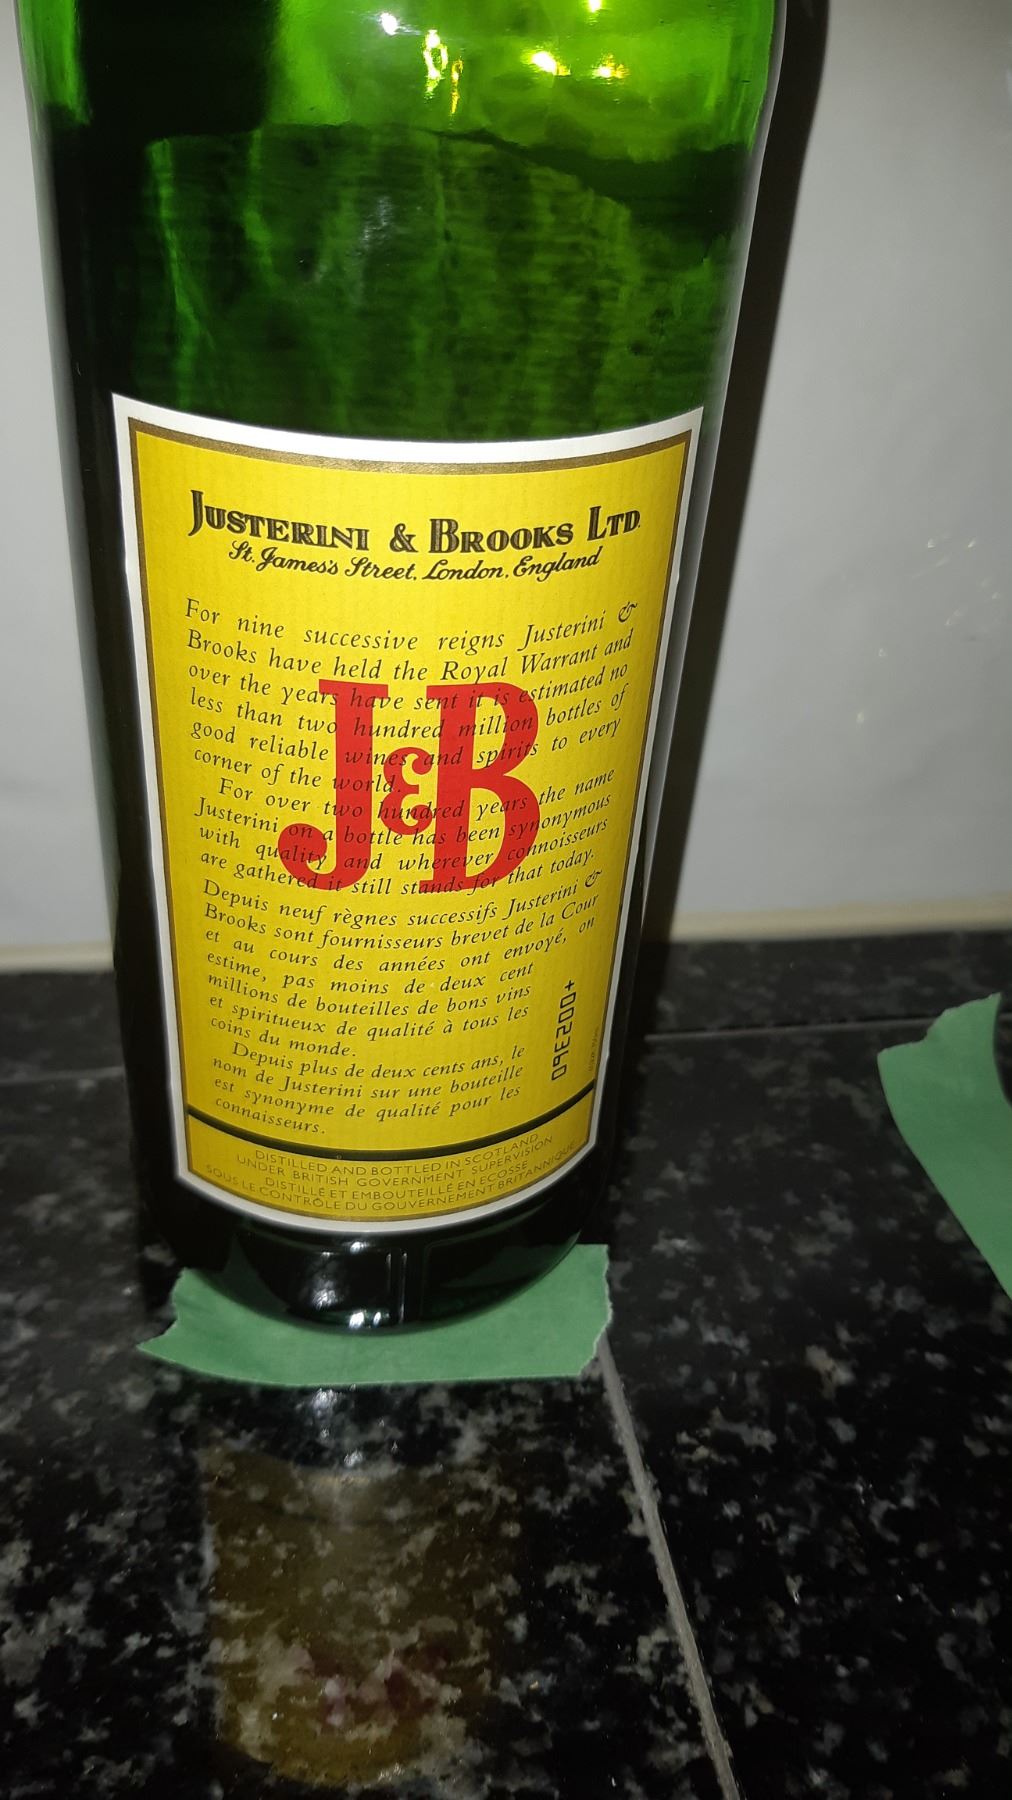 JUSTERINI & BROOKS LTD.
St. James's Street, London, England
For nine successive reigns Justerini &
Brooks have held the Royal Warrant and
over the years have sent it is estimated no
less than two hundred million bottles of
good reliable wines and spirits to every
corner of the world.
For over two hundred years the name
Justerini on a bottle has been synonymous
with quality and wherever connoisseurs
are gathered it still stands for that today.
J&B
Depuis neuf règnes successifs Justerini &
Brooks sont fournisseurs brevet de la Cour
et au cours des années ont envoyé, on
estime, pas moins de deux cent
millions de bouteilles de bons vins
et spiritueux de qualité à tous les
coins du monde.
Depuis plus de deux cents ans, le
nom de Justerini sur une bouteille
est synonyme de qualité pour les
connaisseurs.
09E5200+
DISTILLED AND BOTTLED IN SCOTLAND
UNDER BRITISH GOVERNMENT SUPERVISION
DISTILLÉ ET EMBOUTEILLÉ EN ECOSSE
SOUS LE CONTRÔLE DU GOUVERNEMENT BRITANNIQUE